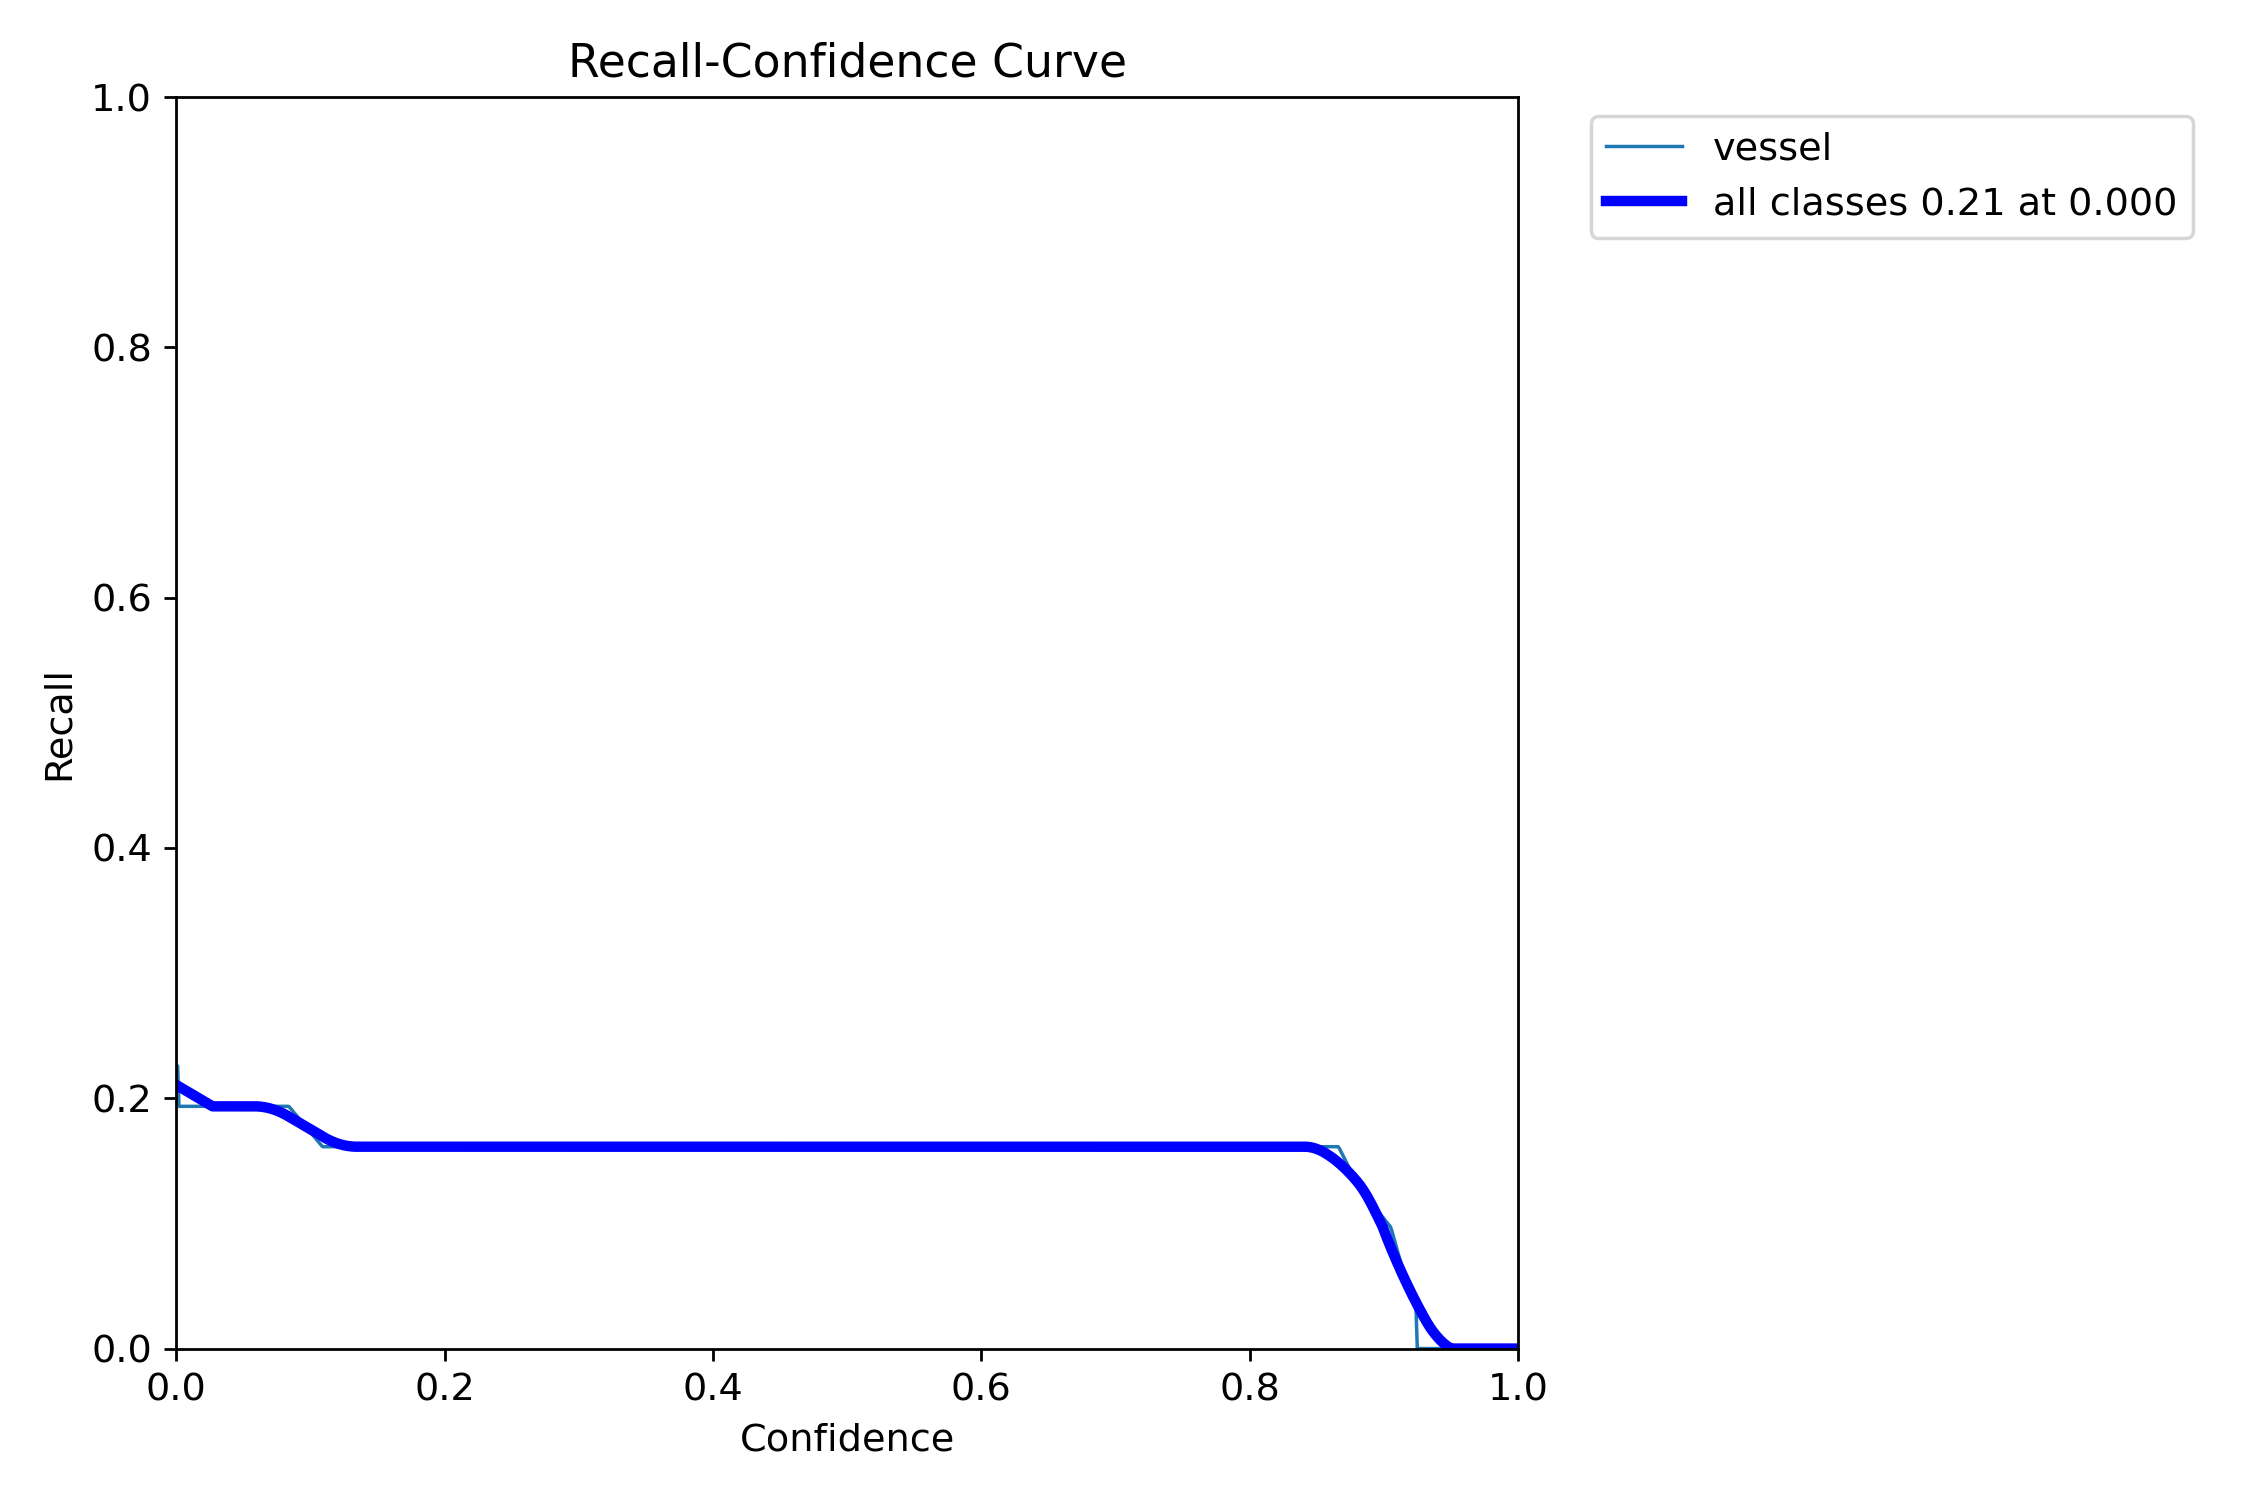 Recall-Confidence Curve
1.0
0.8
0.6
0.4
0.2
0.0
Recall
0.0 0.2 0.4 0.6 0.8 1.0
Confidence
vessel
all classes 0.21 at 0.000